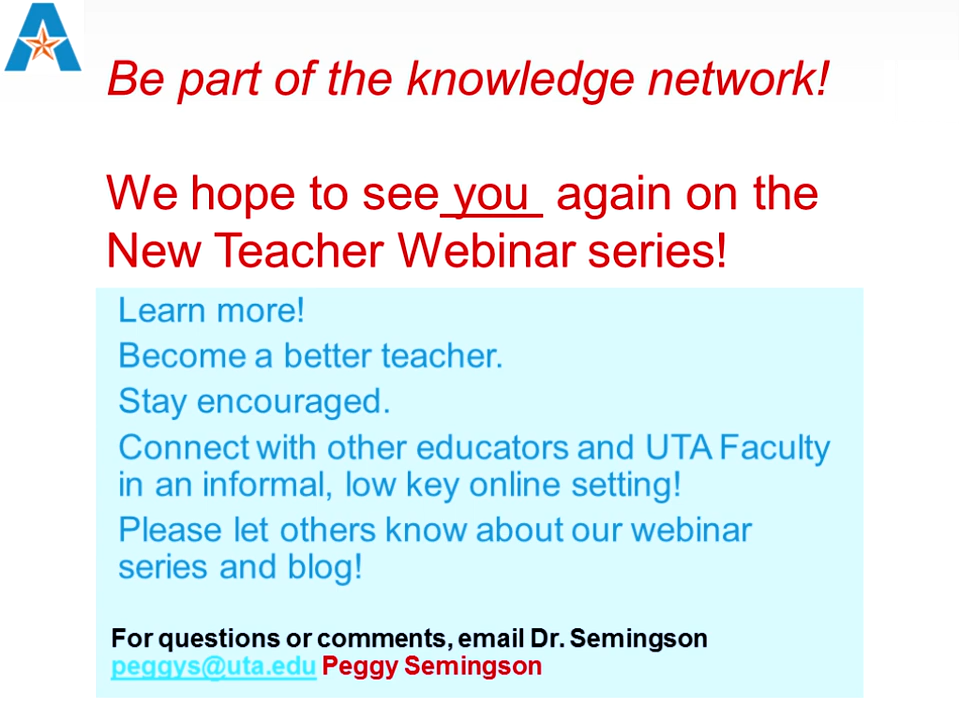 Be part of the knowledge network!
We hope to see you again on the
New Teacher Webinar series!
Learn more!
Become a better teacher.
Stay encouraged.
Connect with other educators and UTA Faculty
in an informal, low key online setting!
Please let others know about our webinar
series and blog!
For questions or comments, email Dr. Semingson
peggys@uta.edu Peggy Semingson